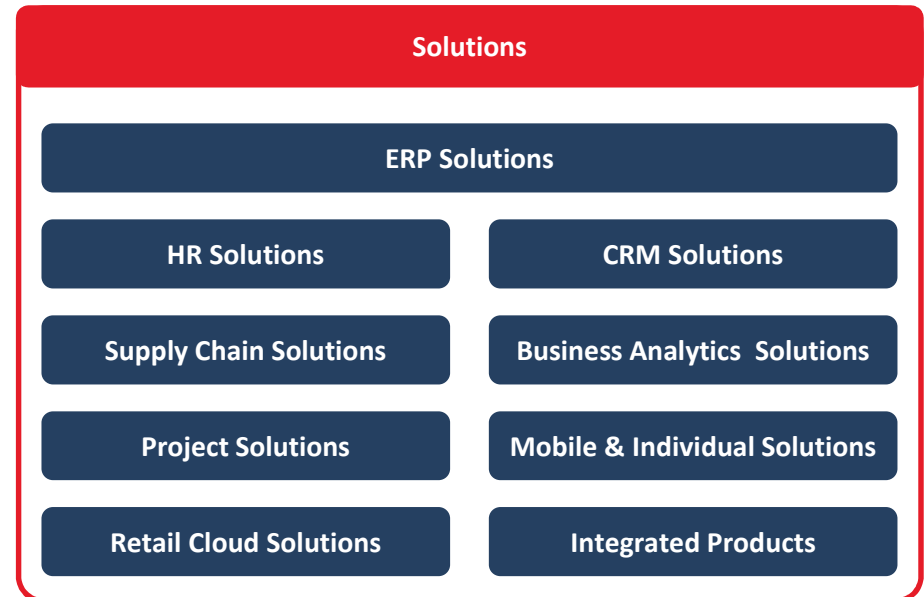 Solutions
ERP Solutions
HR Solutions
CRM Solutions
Supply Chain Solutions
Business Analytics  Solutions
Project Solutions
Mobile & Individual Solutions
Retail Cloud Solutions
Integrated Products